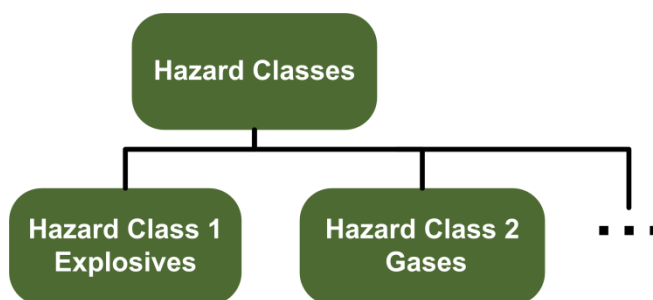 Hazard Classes
Hazard Class 1
Explosives
Hazard Class 2
Gases
...